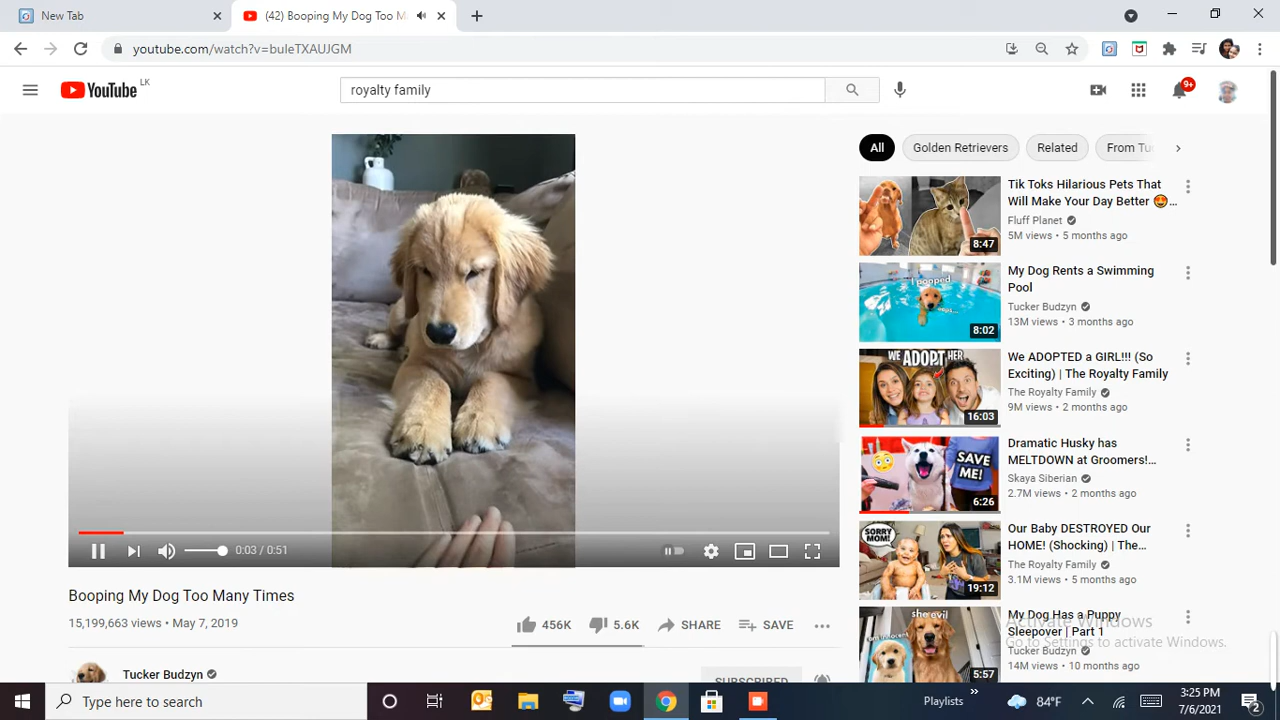 New Tab
(42) Booping My Dog Too M
youtube.com/watch?v=buleTXAUJGM
YouTube LK
royalty family
9+
All
Golden Retrievers
Related
From Tu
Tik Toks Hilarious Pets That
Will Make Your Day Better 🤩...
Fluff Planet
5M views • 5 months ago
8:47
I pooped
oops...
My Dog Rents a Swimming
Pool
Tucker Budzyn
13M views • 3 months ago
8:02
WE ADOPT HER
We ADOPTED a GIRL!!! (So
Exciting) | The Royalty Family
The Royalty Family
9M views • 2 months ago
16:03
SAVE
ME!
Dramatic Husky has
MELTDOWN at Groomers!...
Skaya Siberian
2.7M views • 2 months ago
6:26
SORRY
MOM!
Our Baby DESTROYED Our
HOME! (Shocking) | The...
The Royalty Family
3.1M views • 5 months ago
19:12
she evil
i am innocent
My Dog Has a Puppy
Sleepover | Part 1
Tucker Budzyn
14M views • 10 months ago
5:57
0:03 / 0:51
Booping My Dog Too Many Times
15,199,663 views • May 7, 2019
456K
5.6K
SHARE
SAVE
Tucker Budzyn
SUBSCRIBED
Activate Windows
Go to Settings to activate Windows.
Type here to search
Playlists
84°F
3:25 PM
7/6/2021
2